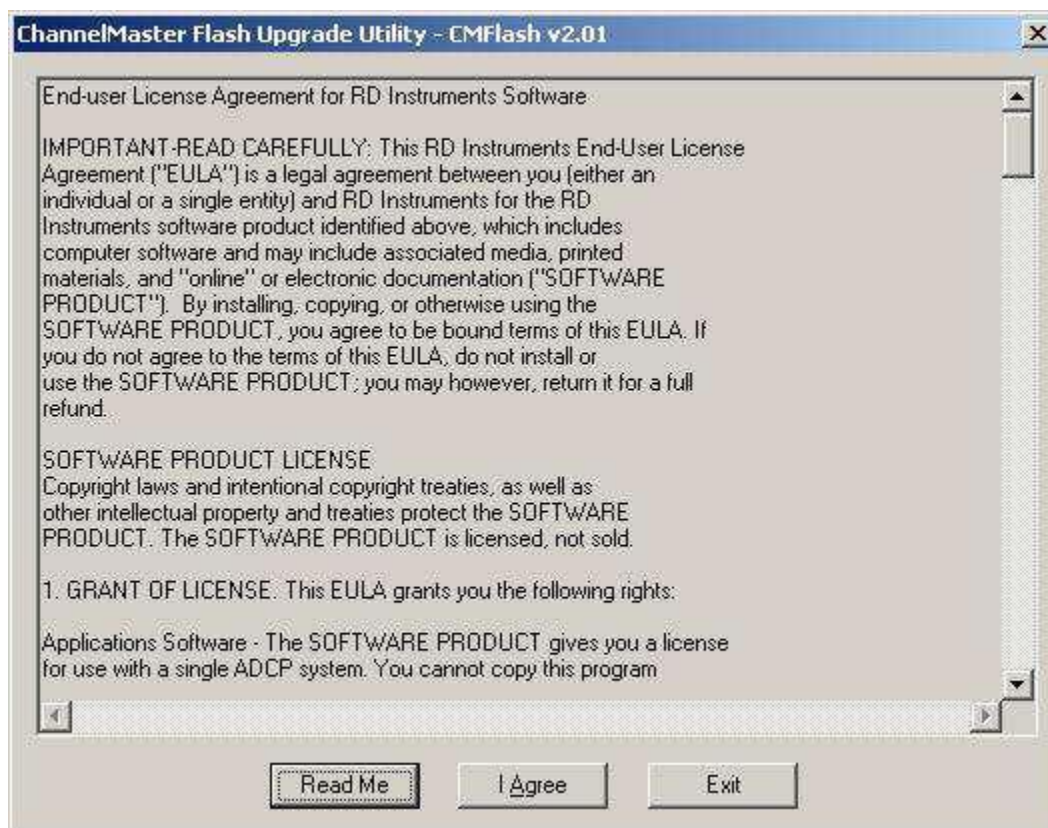 ChannelMaster Flash Upgrade Utility - CMFlash v2.01
End-user License Agreement for RD Instruments Software
IMPORTANT-READ CAREFULLY: This RD Instruments End-User License
Agreement ("EULA") is a legal agreement between you (either an
individual or a single entity) and RD Instruments for the RD
Instruments software product identified above, which includes
computer software and may include associated media, printed
materials, and "online" or electronic documentation ("SOFTWARE
PRODUCT").  By installing, copying, or otherwise using the
SOFTWARE PRODUCT, you agree to be bound terms of this EULA. If
you do not agree to the terms of this EULA, do not install or
use the SOFTWARE PRODUCT; you may however, return it for a full
refund.
SOFTWARE PRODUCT LICENSE
Copyright laws and intentional copyright treaties, as well as
other intellectual property and treaties protect the SOFTWARE
PRODUCT. The SOFTWARE PRODUCT is licensed, not sold.
1. GRANT OF LICENSE. This EULA grants you the following rights:
Applications Software - The SOFTWARE PRODUCT gives you a license
for use with a single ADCP system. You cannot copy this program
Read Me
I Agree
Exit